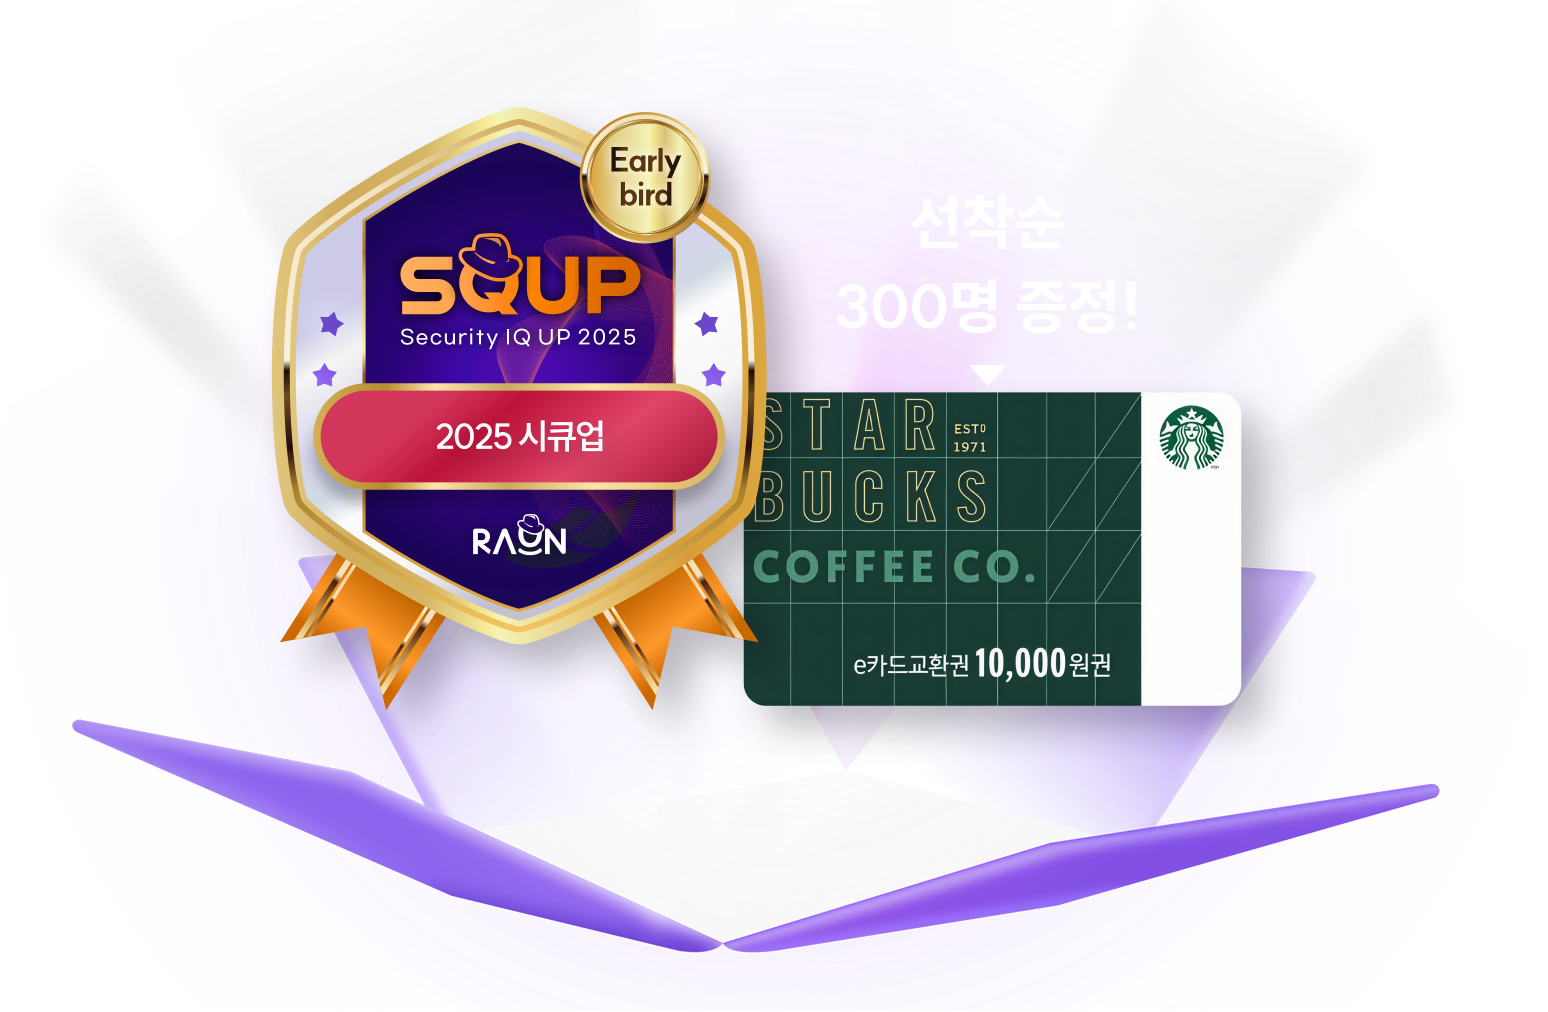 Early
bird
SQUP
Security IQ UP 2025
2025 시큐업
RAON
선착순
300명 증정!
STAR
ESTD
1971
BUCKS
COFFEE CO.
e카드교환권 10,000원권